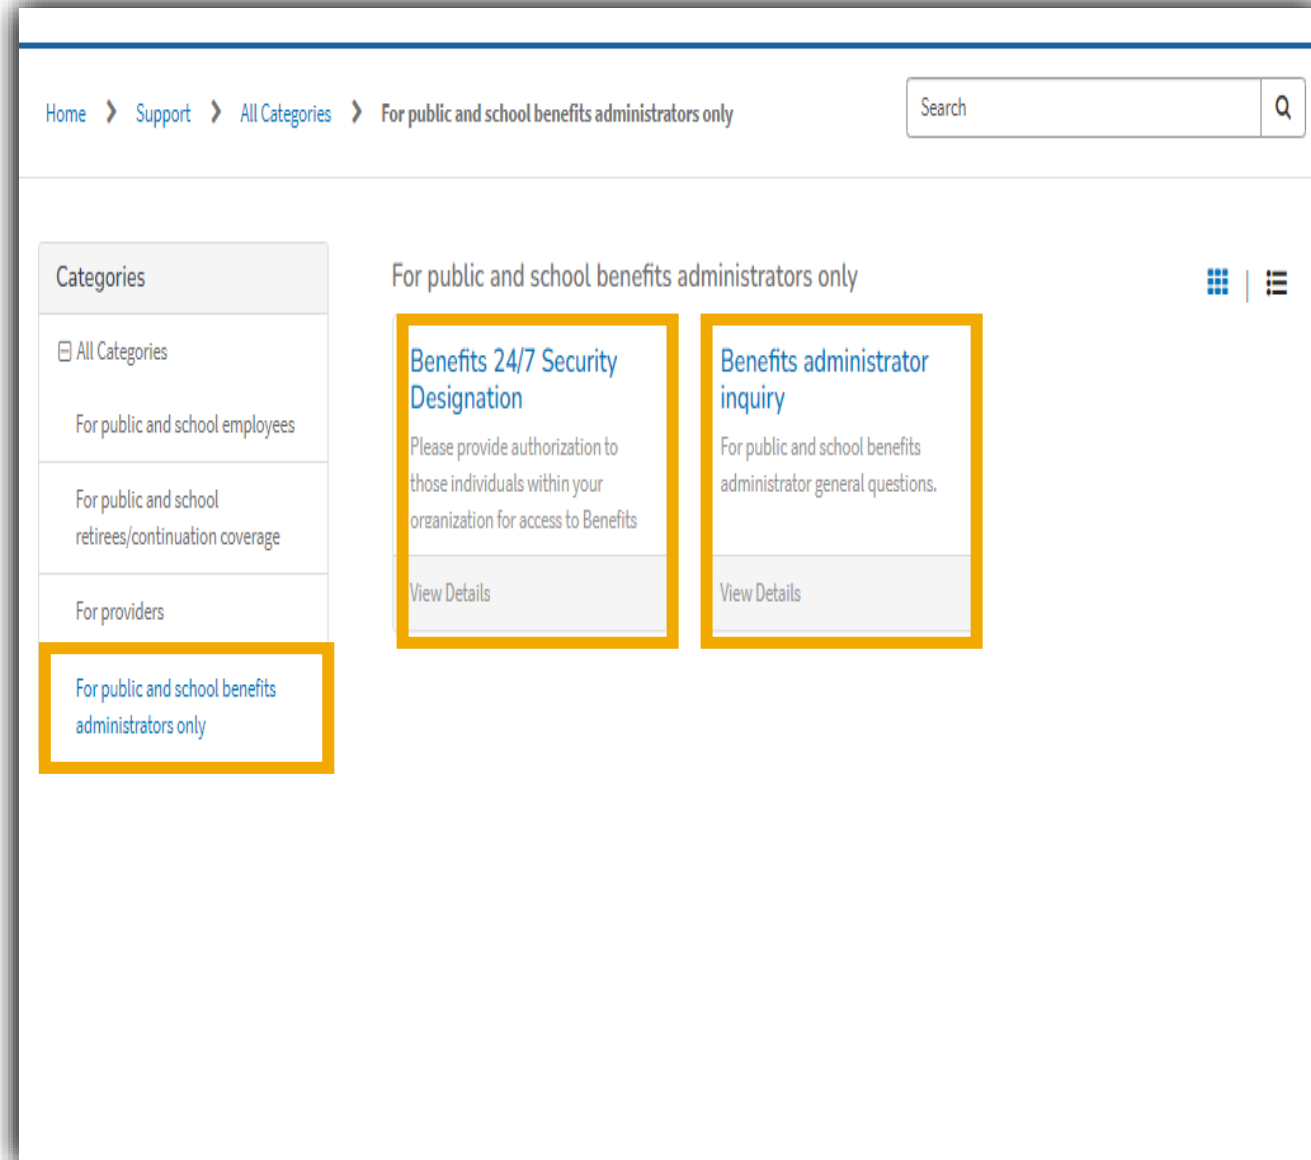 Home > Support > All Categories > For public and school benefits administrators only
Search
Categories
All Categories
For public and school employees
For public and school
retirees/continuation coverage
For providers
For public and school benefits
administrators only
For public and school benefits administrators only
Benefits 24/7 Security
Designation
Please provide authorization to
those individuals within your
organization for access to Benefits
View Details
Benefits administrator
inquiry
For public and school benefits
administrator general questions.
View Details